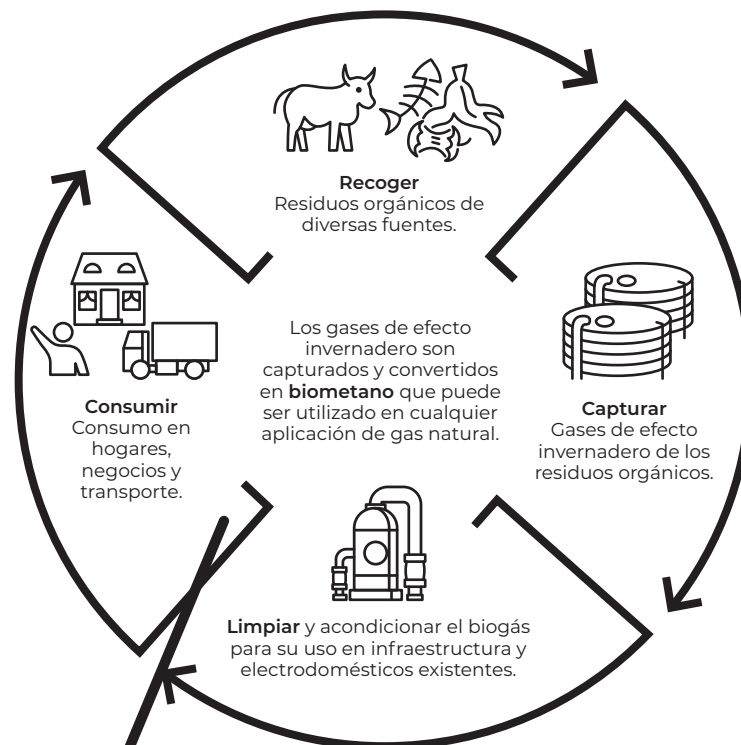 Recoger
Residuos orgánicos de
diversas fuentes.
Los gases de efecto
invernadero son
capturados y convertidos
en biometano que puede
ser utilizado en cualquier
aplicación de gas natural.
Consumir
Consumo en
hogares,
negocios y
transporte.
Capturar
Gases de efecto
invernadero de los
residuos orgánicos.
Limpiar y acondicionar el biogás
para su uso en infraestructura y
electrodomésticos existentes.